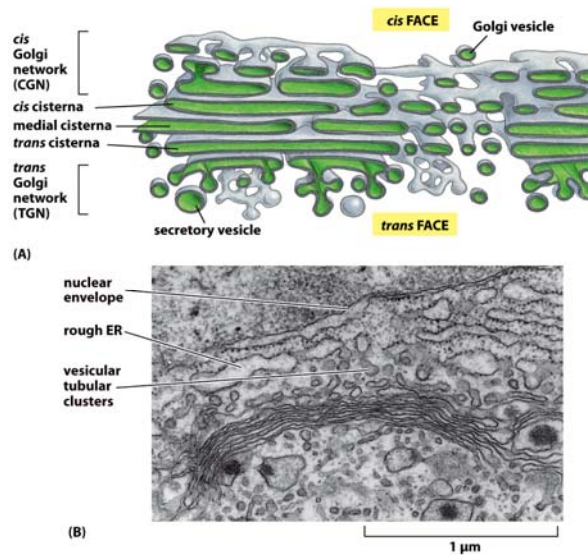 cis FACE
Golgi vesicle
cis
Golgi
network
(CGN)
cis cisterna
medial cisterna
trans cisterna
trans
Golgi
network
(TGN)
secretory vesicle
trans FACE
(A)
nuclear
envelope
rough ER
vesicular
tubular
clusters
(B)
1 μm